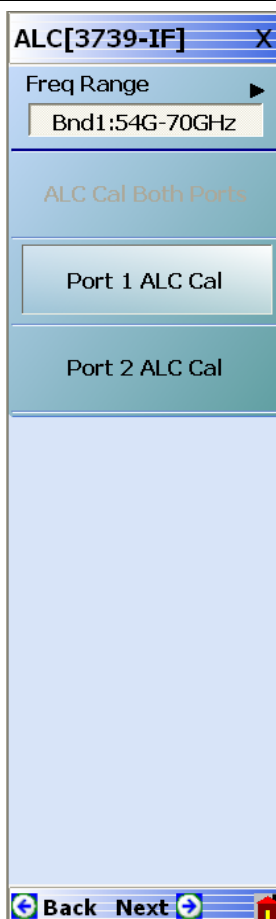 ALC[3739-IF] X
Freq Range
Bnd1:54G-70GHz
ALC Cal Both Ports
Port 1 ALC Cal
Port 2 ALC Cal
Back Next